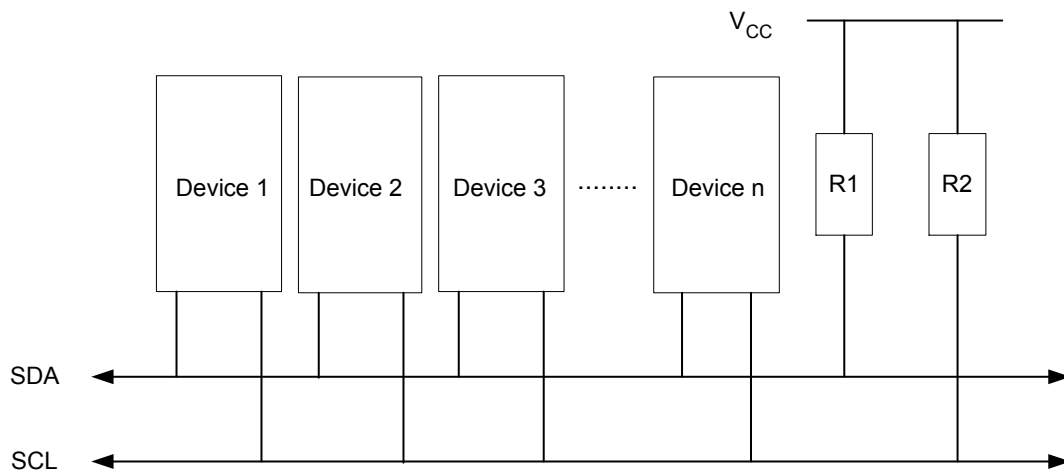 VCC
Device 1 Device 2 Device 3 ........ Device n R1 R2
SDA
SCL